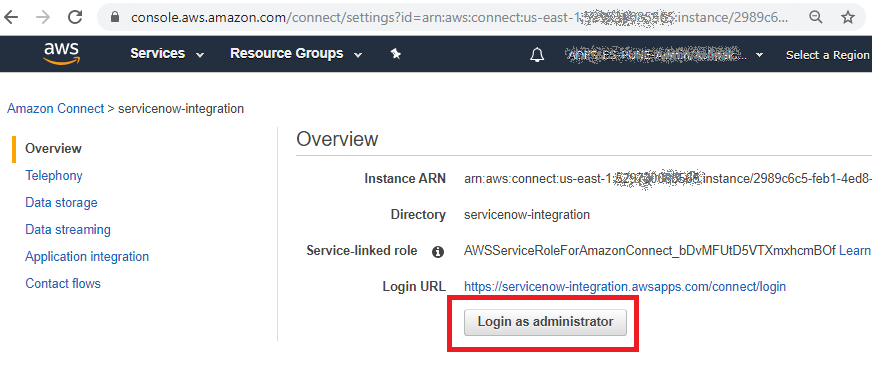 console.aws.amazon.com/connect/settings?id=arn:aws:connect:us-east-1: :instance/2989c6...
aws Services Resource Groups Select a Region
Amazon Connect > servicenow-integration
Overview
Telephony
Data storage
Data streaming
Application integration
Contact flows
Overview
Instance ARN arn:aws:connect:us-east-1: :instance/2989c6c5-feb1-4ed8-
Directory servicenow-integration
Service-linked role i AWSServiceRoleForAmazonConnect_bDvMFUtD5VTXmxhcmBOf Learn
Login URL https://servicenow-integration.awsapps.com/connect/login
Login as administrator